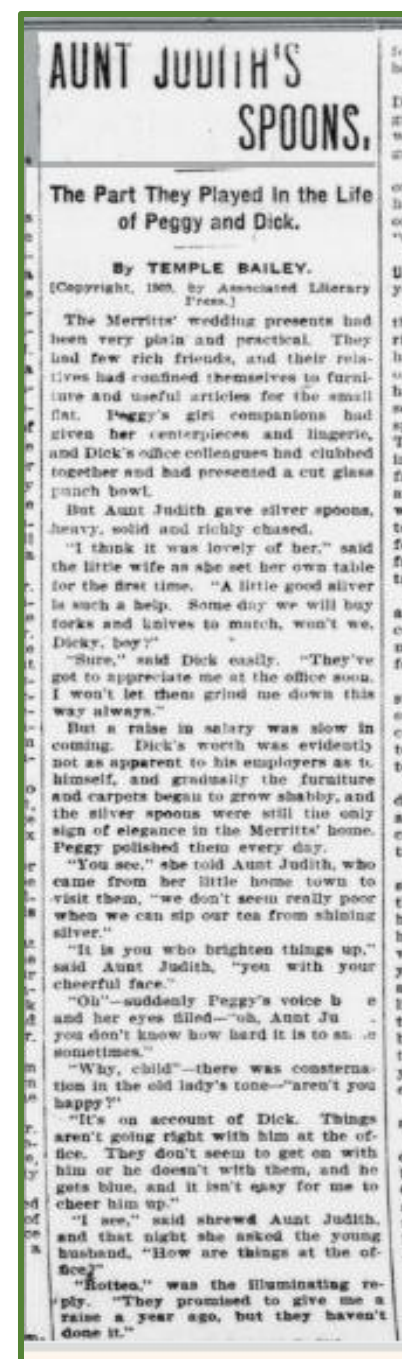 AUNT JUDITH'S
SPOONS.
The Part They Played In the Life
of Peggy and Dick.
By TEMPLE BAILEY.
[Copyright, 1909, by Associated Literary
Press.]
The Merritts' wedding presents had
been very plain and practical. They
had few rich friends, and their rela-
tives had confined themselves to furni-
ture and useful articles for the small
flat. Peggy's girl companions had
given her centerpieces and lingerie,
and Dick's office colleagues had clubbed
together and had presented a cut glass
punch bowl.
But Aunt Judith gave silver spoons,
heavy, solid and richly chased.
"I think it was lovely of her," said
the little wife as she set her own table
for the first time. "A little good silver
is such a help. Some day we will buy
forks and knives to match, won't we,
Dicky, boy?"
"Sure," said Dick easily. "They've
got to appreciate me at the office soon.
I won't let them grind me down this
way always."
But a raise in salary was slow in
coming. Dick's worth was evidently
not as apparent to his employers as t
himself, and gradually the furniture
and carpets began to grow shabby, and
the silver spoons were still the only
sign of elegance in the Merritts' home.
Peggy polished them every day.
"You see," she told Aunt Judith, who
came from her little home town to
visit them, "we don't seem really poor
when we can sip our tea from shining
silver."
"It is you who brighten things up,"
said Aunt Judith, "you with your
cheerful face."
"Oh"—suddenly Peggy's voice b e
and her eyes filled—"oh, Aunt Ju
you don't know how hard it is to
sometimes."
"Why, child"—there was consterna-
tion in the old lady's tone—"aren't you
happy?"
"It's on account of Dick. Things
aren't going right with him at the of-
fice. They don't seem to get on with
him or he doesn't with them, and he
gets blue, and it isn't easy for me to
cheer him up."
"I see," said shrewd Aunt Judith,
and that night she asked the young
husband, "How are things at the of-
fice?"
"Rotten," was the illuminating re-
ply. "They promised to give me a
raise a year ago, but they haven't
done it."